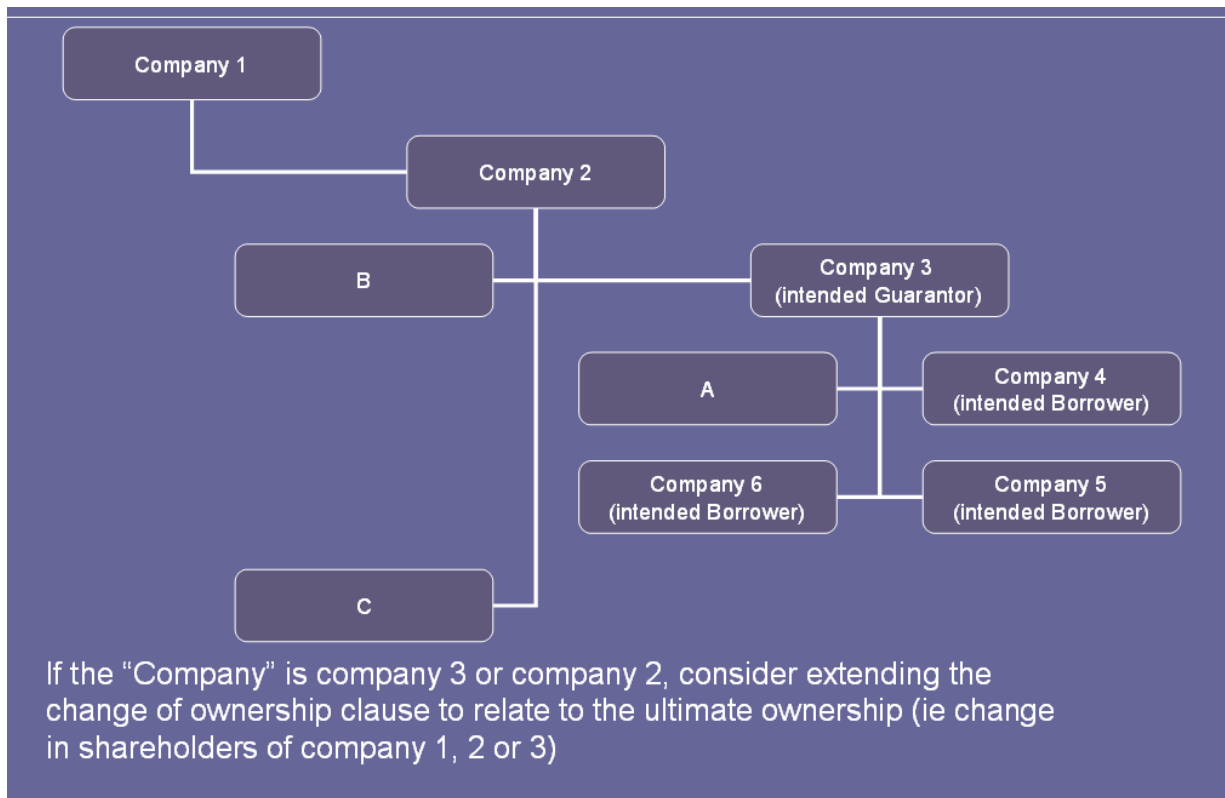 Company 1
Company 2
B
Company 3
(intended Guarantor)
A
Company 4
(intended Borrower)
Company 6
(intended Borrower)
Company 5
(intended Borrower)
C
If the “Company” is company 3 or company 2, consider extending the
change of ownership clause to relate to the ultimate ownership (ie change
in shareholders of company 1, 2 or 3)